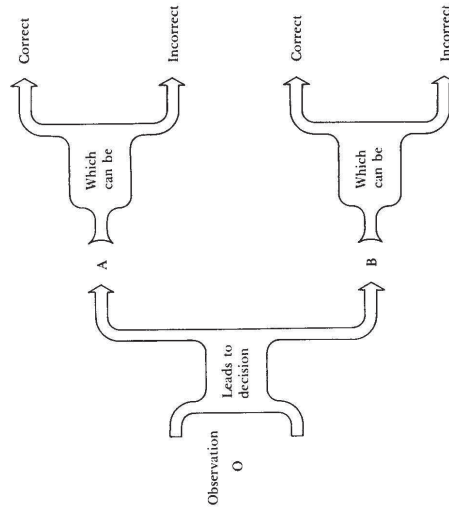 Observation
O
Leads to
decision
A
B
Which
can be
Which
can be
Correct
Incorrect
Correct
Incorrect